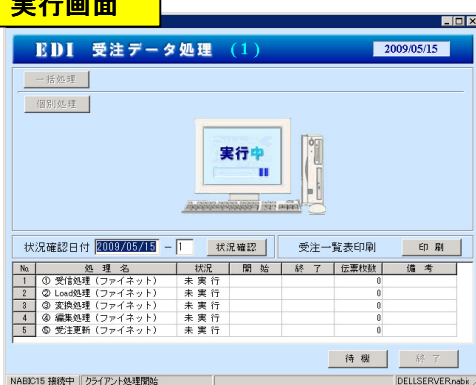 実行画面
EDI 受注データ処理 (1)
2009/05/15
一括処理
個別処理
実行中
状況確認日付 2009/05/15 - 1 状況確認 受注一覧表印刷 印 刷
No. 処 理 名 状況 開 始 終 了 伝票枚数 備 考
1 ① 受信処理(ファイネット) 未 実 行 0
2 ② Load処理(ファイネット) 未 実 行 0
3 ③ 変換処理(ファイネット) 未 実 行 0
4 ④ 編集処理(ファイネット) 未 実 行 0
5 ⑤ 受注更新(ファイネット) 未 実 行 0
待 機 終 了
NABIC15 接続中 クライアント処理開始 DELLSERVERnabic